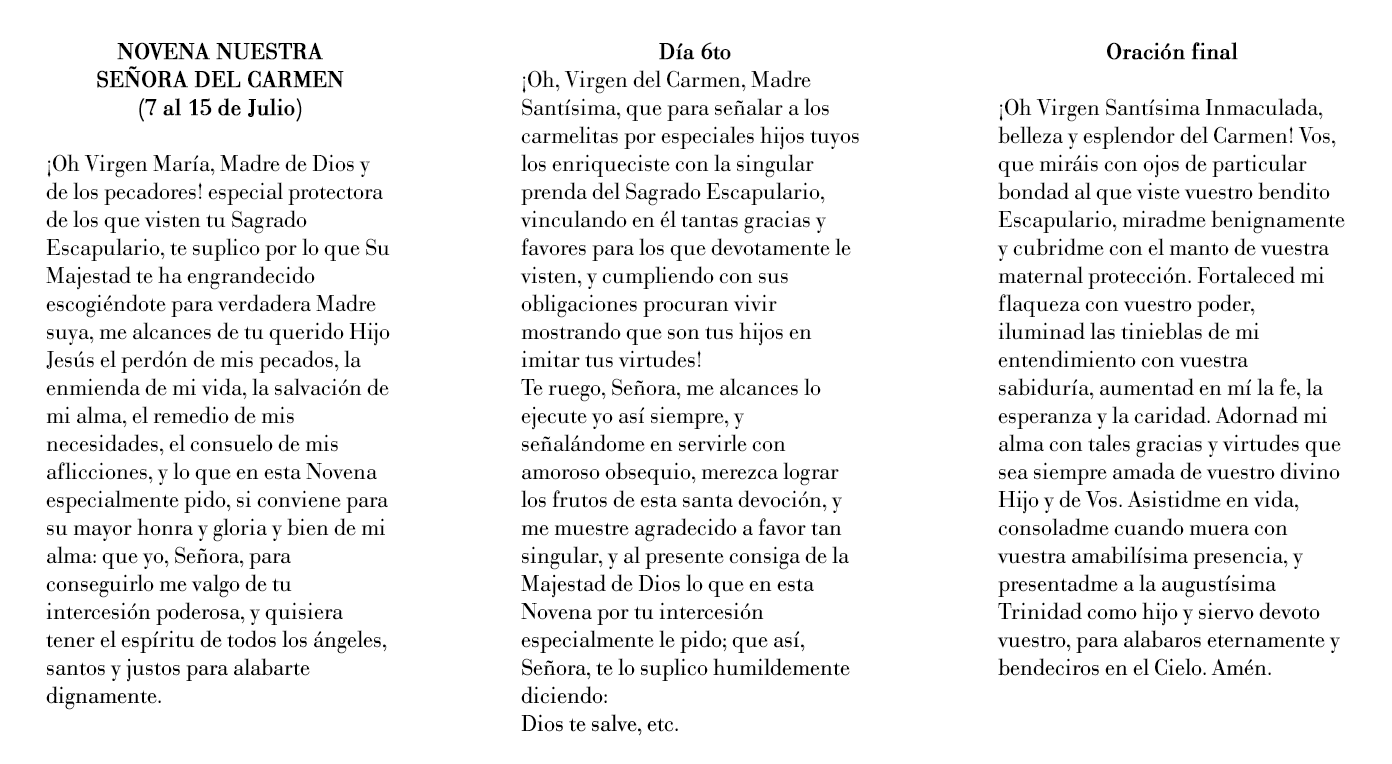 NOVENA NUESTRA
SEÑORA DEL CARMEN
(7 al 15 de Julio)
¡Oh Virgen María, Madre de Dios y
de los pecadores! especial protectora
de los que visten tu Sagrado
Escapulario, te suplico por lo que Su
Majestad te ha engrandecido
escogiéndote para verdadera Madre
suya, me alcances de tu querido Hijo
Jesús el perdón de mis pecados, la
enmienda de mi vida, la salvación de
mi alma, el remedio de mis
necesidades, el consuelo de mis
aflicciones, y lo que en esta Novena
especialmente pido, si conviene para
su mayor honra y gloria y bien de mi
alma: que yo, Señora, para
conseguirlo me valgo de tu
intercesión poderosa, y quisiera
tener el espíritu de todos los ángeles,
santos y justos para alabarte
dignamente.
Día 6to
¡Oh, Virgen del Carmen, Madre
Santísima, que para señalar a los
carmelitas por especiales hijos tuyos
los enriqueciste con la singular
prenda del Sagrado Escapulario,
vinculando en él tantas gracias y
favores para los que devotamente le
visten, y cumpliendo con sus
obligaciones procuran vivir
mostrando que son tus hijos en
imitar tus virtudes!
Te ruego, Señora, me alcances lo
ejecute yo así siempre, y
señalándome en servirle con
amoroso obsequio, merezca lograr
los frutos de esta santa devoción, y
me muestre agradecido a favor tan
singular, y al presente consiga de la
Majestad de Dios lo que en esta
Novena por tu intercesión
especialmente le pido; que así,
Señora, te lo suplico humildemente
diciendo:
Dios te salve, etc.
Oración final
¡Oh Virgen Santísima Inmaculada,
belleza y esplendor del Carmen! Vos,
que miráis con ojos de particular
bondad al que viste vuestro bendito
Escapulario, miradme benignamente
y cubridme con el manto de vuestra
maternal protección. Fortaleced mi
flaqueza con vuestro poder,
iluminad las tinieblas de mi
entendimiento con vuestra
sabiduría, aumentad en mí la fe, la
esperanza y la caridad. Adornad mi
alma con tales gracias y virtudes que
sea siempre amada de vuestro divino
Hijo y de Vos. Asistidme en vida,
consoladme cuando muera con
vuestra amabilísima presencia, y
presentadme a la augustísima
Trinidad como hijo y siervo devoto
vuestro, para alabaros eternamente y
bendeciros en el Cielo. Amén.